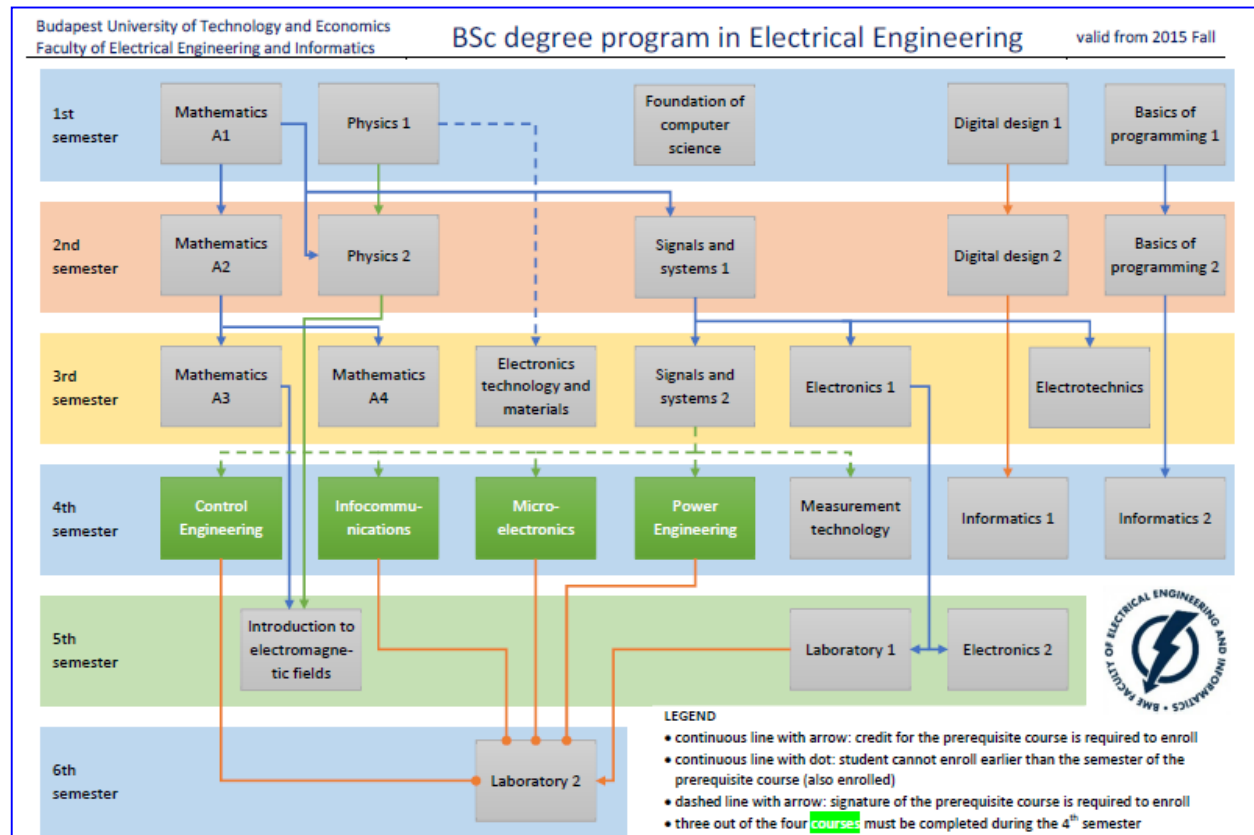 Budapest University of Technology and Economics
Faculty of Electrical Engineering and Informatics
BSc degree program in Electrical Engineering
valid from 2015 Fall
1st
semester
Mathematics
A1
Physics 1
Foundation of
computer
science
Digital design 1
Basics of
programming 1
2nd
semester
Mathematics
A2
Physics 2
Signals and
systems 1
Digital design 2
Basics of
programming 2
3rd
semester
Mathematics
A3
Mathematics
A4
Electronics
technology and
materials
Signals and
systems 2
Electronics 1
Electrotechnics
4th
semester
Control
Engineering
Infocommu-
nications
Micro-
electronics
Power
Engineering
Measurement
technology
Informatics 1
Informatics 2
5th
semester
Introduction to
electromagne-
tic fields
Laboratory 1
Electronics 2
BME FACULTY OF ELECTRICAL ENGINEERING AND INFORMATICS •
6th
semester
Laboratory 2
LEGEND
• continuous line with arrow: credit for the prerequisite course is required to enroll
• continuous line with dot: student cannot enroll earlier than the semester of the
prerequisite course (also enrolled)
• dashed line with arrow: signature of the prerequisite course is required to enroll
• three out of the four courses must be completed during the 4th semester